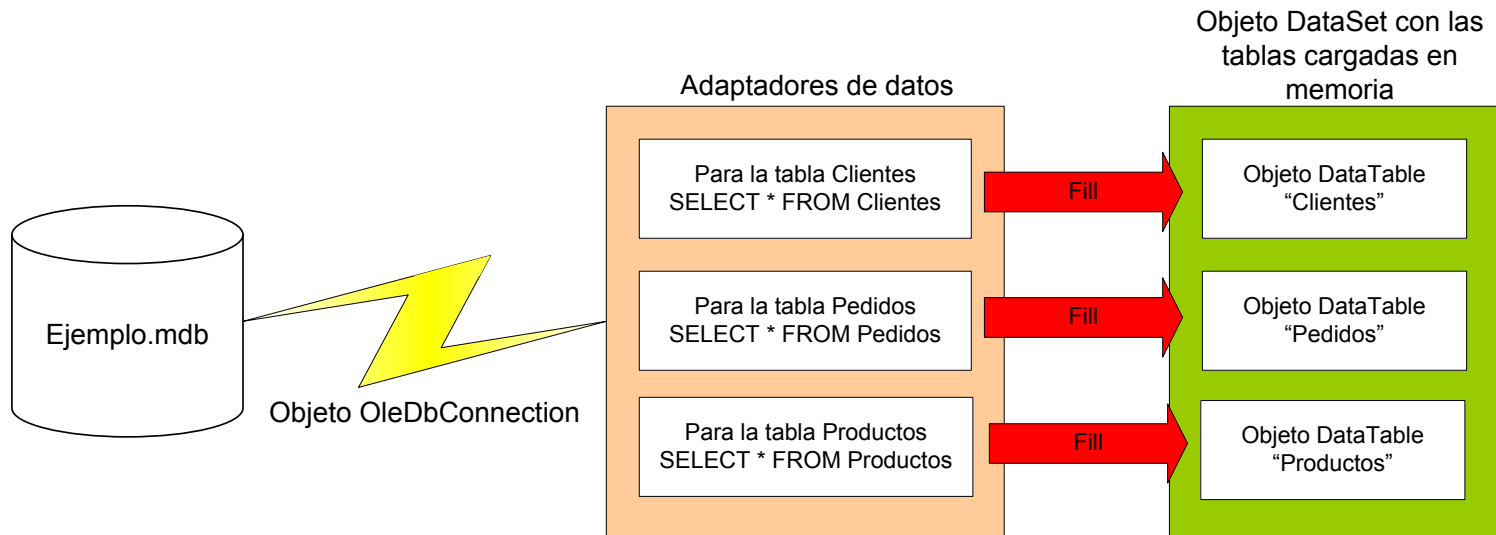 Objeto DataSet con las
tablas cargadas en
memoria
Adaptadores de datos
Para la tabla Clientes
SELECT * FROM Clientes
Fill
Objeto DataTable
“Clientes”
Ejemplo.mdb
Objeto OleDbConnection
Para la tabla Pedidos
SELECT * FROM Pedidos
Fill
Objeto DataTable
“Pedidos”
Para la tabla Productos
SELECT * FROM Productos
Fill
Objeto DataTable
“Productos”